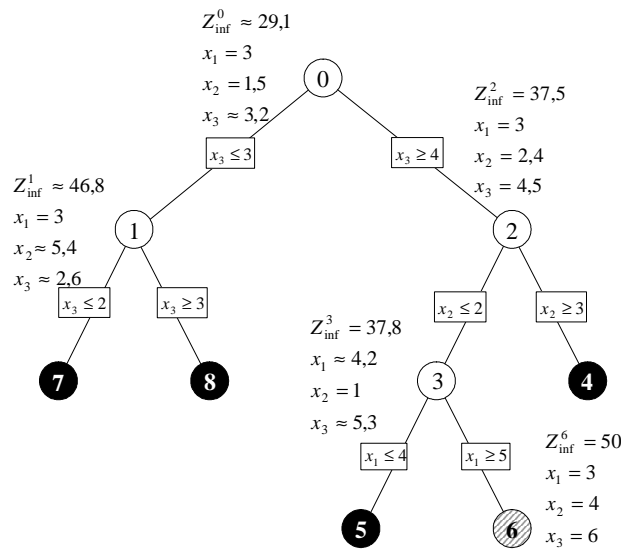 Z⁰inf ≈ 29,1
x₁ = 3
x₂ = 1,5
x₃ ≈ 3,2
0
Z²inf = 37,5
x₁ = 3
x₂ = 2,4
x₃ = 4,5
x₃ ≤ 3
x₃ ≥ 4
Z¹inf ≈ 46,8
x₁ = 3
x₂ ≈ 5,4
x₃ ≈ 2,6
1
2
x₃ ≤ 2
x₃ ≥ 3
x₂ ≤ 2
x₂ ≥ 3
Z³inf = 37,8
x₁ ≈ 4,2
x₂ = 1
x₃ ≈ 5,3
7
8
3
4
x₁ ≤ 4
x₁ ≥ 5
Z⁶inf = 50
x₁ = 3
x₂ = 4
x₃ = 6
5
6